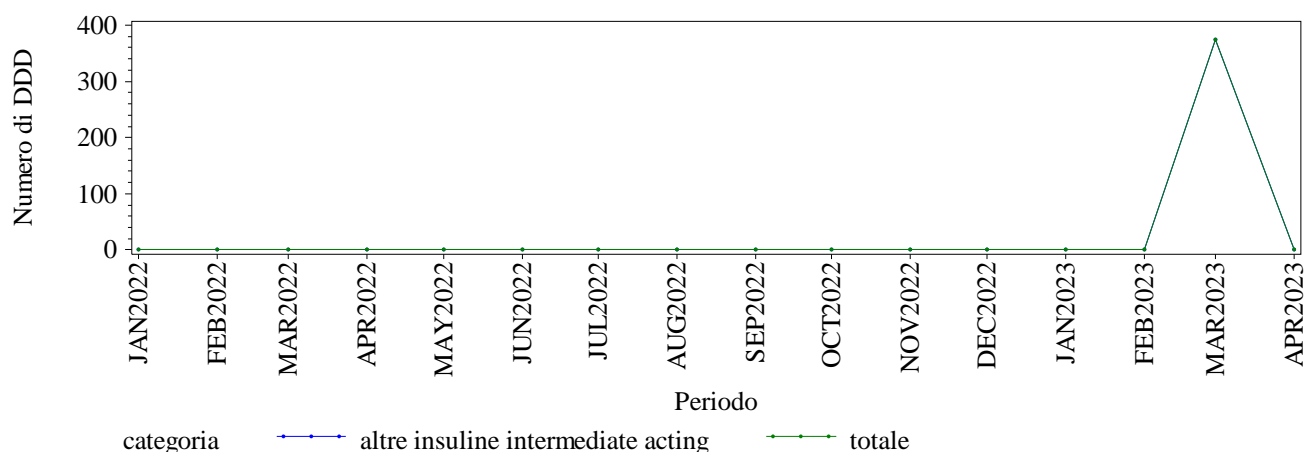 Numero di DDD
400
300
200
100
0
JAN2022
FEB2022
MAR2022
APR2022
MAY2022
JUN2022
JUL2022
AUG2022
SEP2022
OCT2022
NOV2022
DEC2022
JAN2023
FEB2023
MAR2023
APR2023
Periodo
categoria altre insuline intermediate acting totale